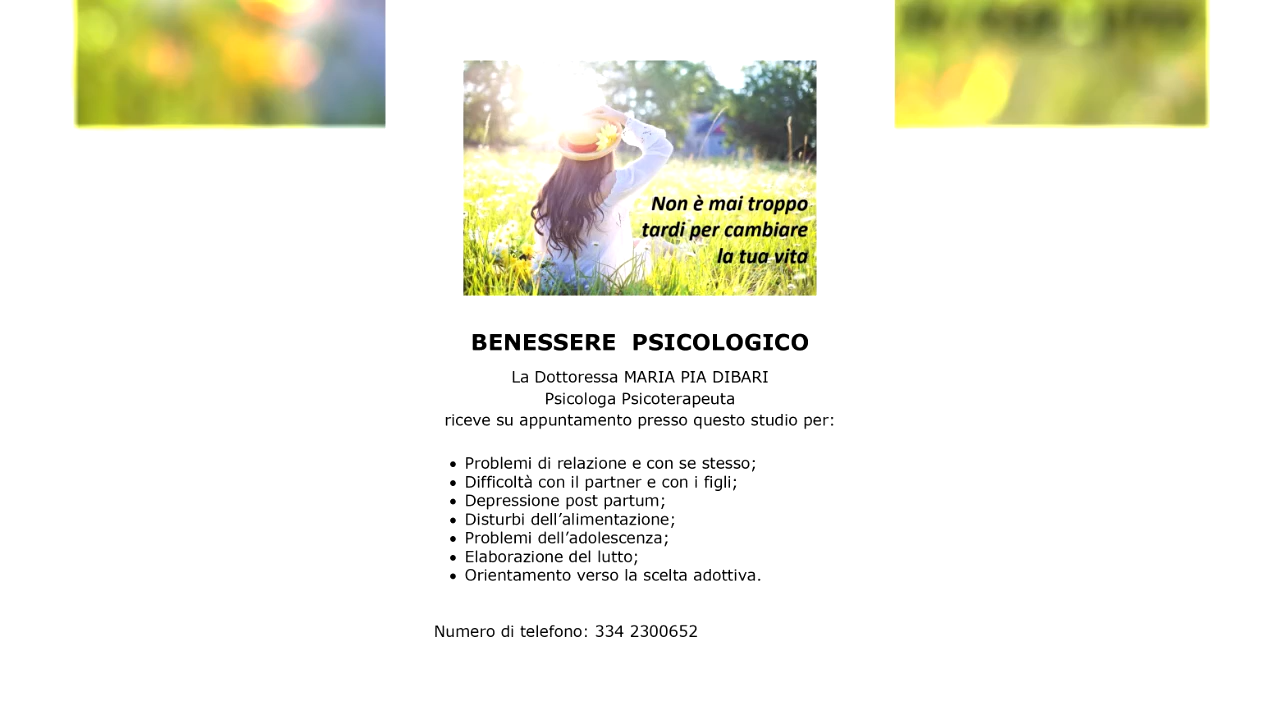 Non è mai troppo
tardi per cambiare
la tua vita
BENESSERE PSICOLOGICO
La Dottoressa MARIA PIA DIBARI
Psicologa Psicoterapeuta
riceve su appuntamento presso questo studio per:
• Problemi di relazione e con se stesso;
• Difficoltà con il partner e con i figli;
• Depressione post partum;
• Disturbi dell’alimentazione;
• Problemi dell’adolescenza;
• Elaborazione del lutto;
• Orientamento verso la scelta adottiva.
Numero di telefono: 334 2300652